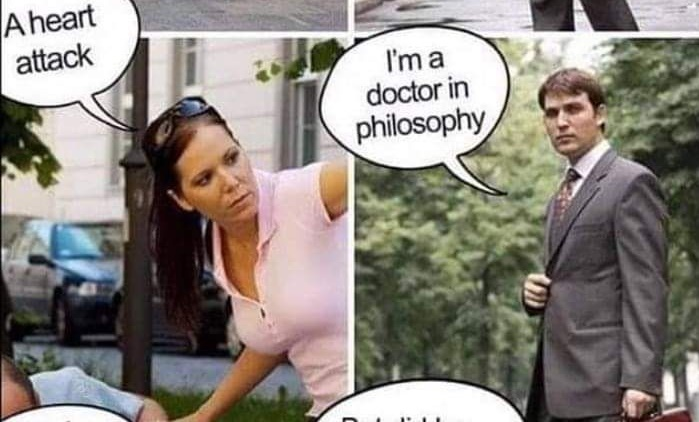 A heart
attack
I'm a
doctor in
philosophy